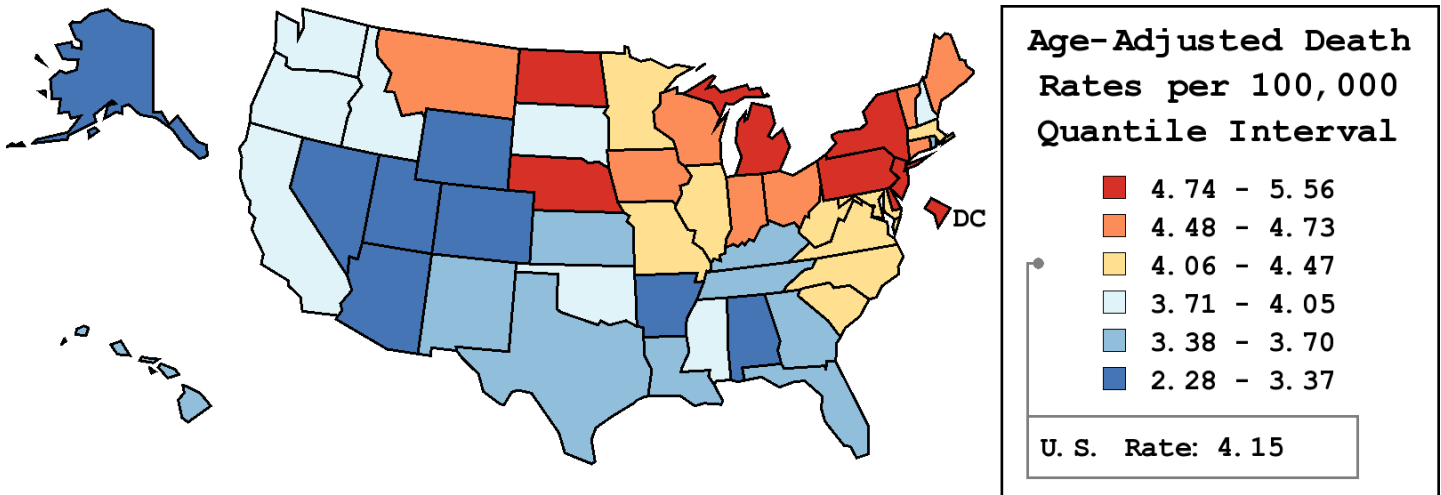 Age-Adjusted Death
Rates per 100,000
Quantile Interval
4.74 - 5.56
4.48 - 4.73
4.06 - 4.47
3.71 - 4.05
3.38 - 3.70
2.28 - 3.37
U.S. Rate: 4.15
DC